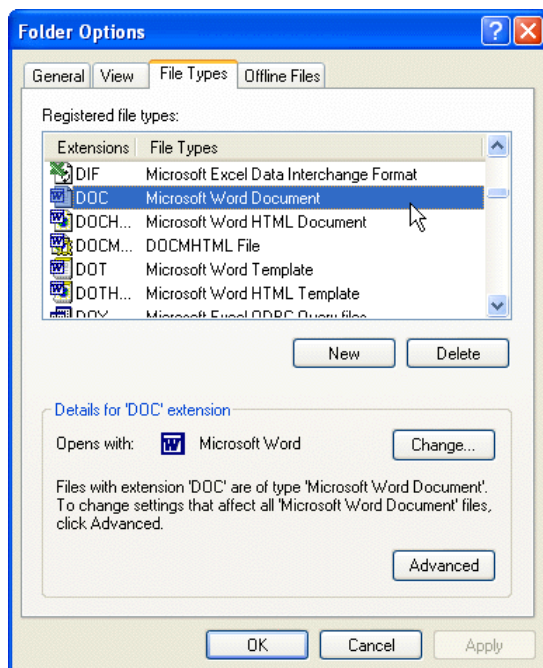 Folder Options
General View File Types Offline Files
Registered file types:
Extensions File Types
DIF Microsoft Excel Data Interchange Format
DOC Microsoft Word Document
DOCH... Microsoft Word HTML Document
DOCM... DOCMHTML File
DOT Microsoft Word Template
DOTH... Microsoft Word HTML Template
Microsoft Excel Query files
New Delete
Details for 'DOC' extension
Opens with: Microsoft Word Change...
Files with extension 'DOC' are of type 'Microsoft Word Document'.
To change settings that affect all 'Microsoft Word Document' files,
click Advanced.
Advanced
OK Cancel Apply